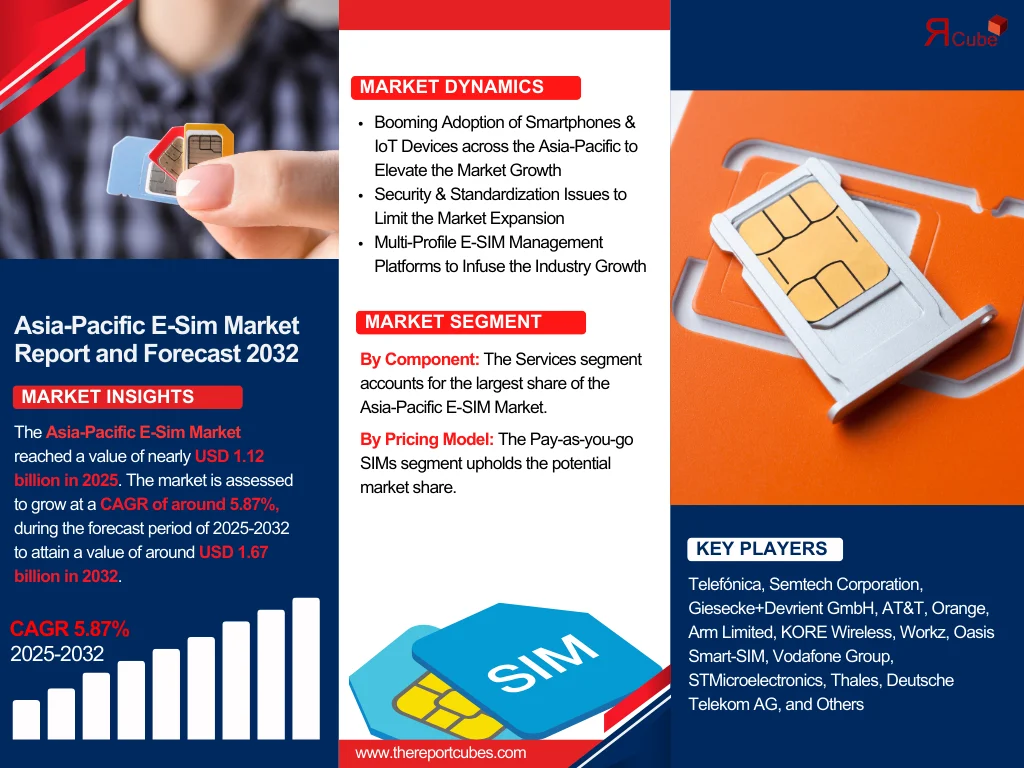 Asia-Pacific E-Sim Market
Report and Forecast 2032
MARKET INSIGHTS
The Asia-Pacific E-Sim Market
reached a value of nearly USD 1.12
billion in 2025. The market is assessed
to grow at a CAGR of around 5.87%,
during the forecast period of 2025-2032
to attain a value of around USD 1.67
billion in 2032.
CAGR 5.87%
2025-2032
MARKET DYNAMICS
• Booming Adoption of Smartphones &
IoT Devices across the Asia-Pacific to
Elevate the Market Growth
• Security & Standardization Issues to
Limit the Market Expansion
• Multi-Profile E-SIM Management
Platforms to Infuse the Industry Growth
MARKET SEGMENT
By Component: The Services segment
accounts for the largest share of the
Asia-Pacific E-SIM Market.
By Pricing Model: The Pay-as-you-go
SIMs segment upholds the potential
market share.
SIM
www.thereportcubes.com
ЯCube
KEY PLAYERS
Telefónica, Semtech Corporation,
Giesecke+Devrient GmbH, AT&T, Orange,
Arm Limited, KORE Wireless, Workz, Oasis
Smart-SIM, Vodafone Group,
STMicroelectronics, Thales, Deutsche
Telekom AG, and Others